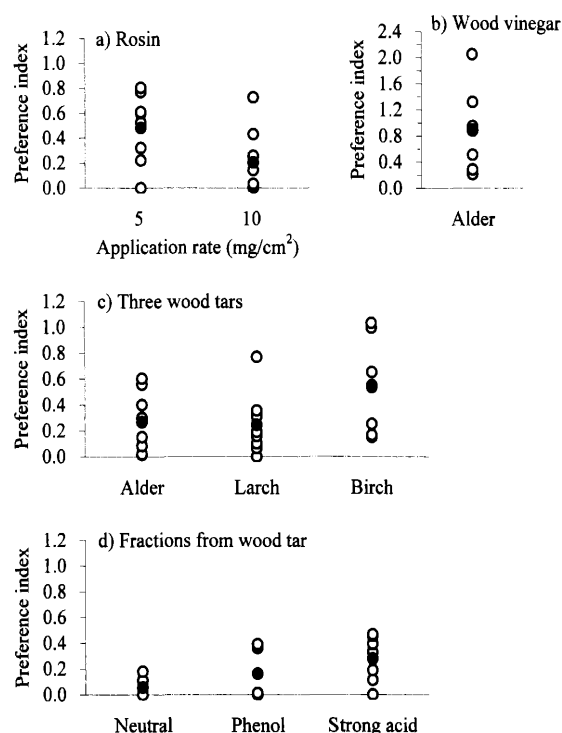 a) Rosin
Preference index
1.2
1.0
0.8
0.6
0.4
0.2
0.0
5 10
Application rate (mg/cm²)
b) Wood vinegar
Preference index
2.4
2.0
1.6
1.2
0.8
0.4
0.0
Alder
c) Three wood tars
Preference index
1.2
1.0
0.8
0.6
0.4
0.2
0.0
Alder Larch Birch
d) Fractions from wood tar
Preference index
1.2
1.0
0.8
0.6
0.4
0.2
0.0
Neutral Phenol Strong acid